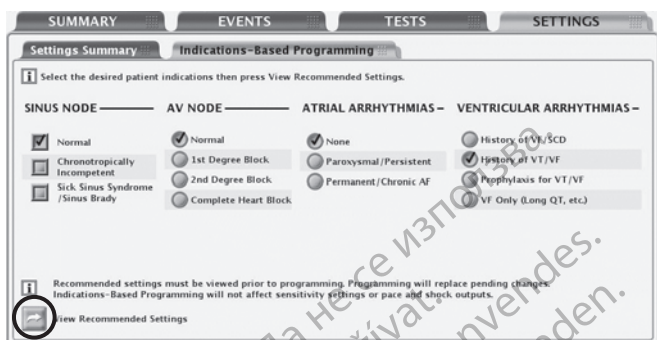 SUMMARY EVENTS TESTS SETTINGS
Settings Summary Indications-Based Programming
i Select the desired patient indications then press View Recommended Settings.
SINUS NODE AV NODE ATRIAL ARRHYTHMIAS VENTRICULAR ARRHYTHMIAS
Normal Normal None History of VF/SCD
Chronotropically Incompetent 1st Degree Block Paroxysmal/Persistent History of VT/VF
Sick Sinus Syndrome /Sinus Brady 2nd Degree Block Permanent/Chronic AF Prophylaxis for VT/VF
Complete Heart Block VF Only (Long QT, etc.)
i Recommended settings must be viewed prior to programming. Programming will replace pending changes.
Indications-Based Programming will not affect sensitivity settings or pace and shock outputs.
View Recommended Settings
Да не се използва.